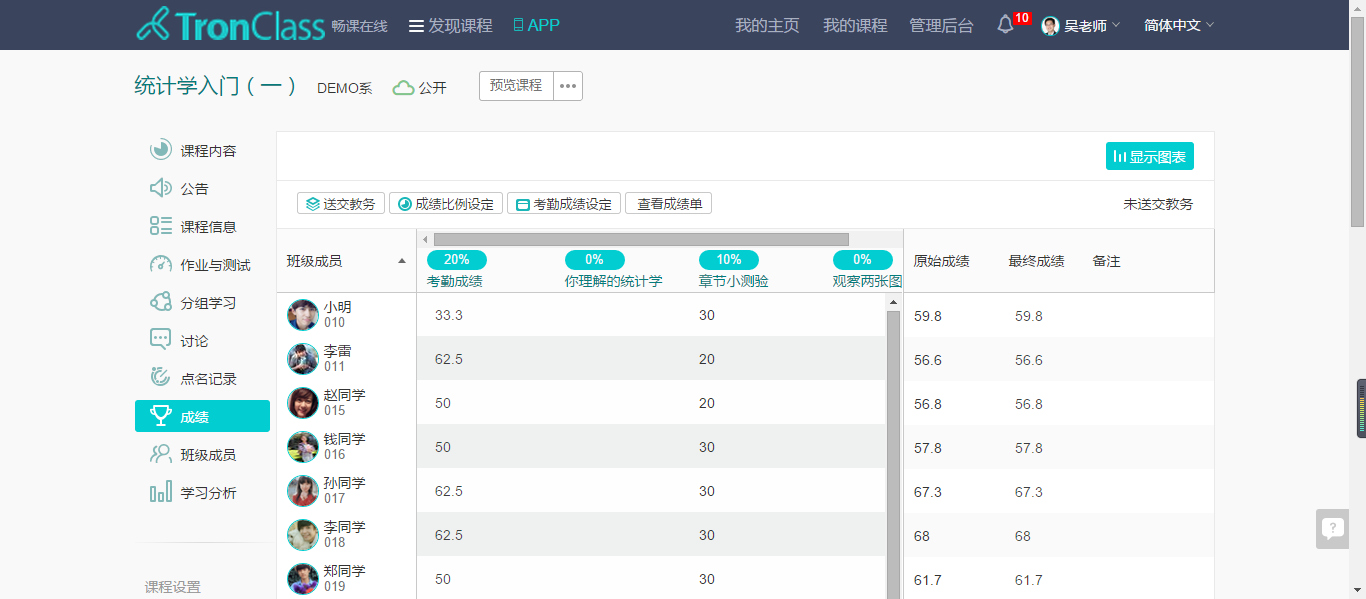 TronClass 畅课在线 发现课程 APP 我的主页 我的课程 管理后台 10 吴老师 简体中文
统计学入门（一） DEMO系 公开 预览课程
课程内容
公告
课程信息
作业与测试
分组学习
讨论
点名记录
成绩
班级成员
学习分析
课程设置
显示图表
送交教务 成绩比例设定 考勤成绩设定 查看成绩单 未送交教务
20% 0% 10% 0%
班级成员 考勤成绩 你理解的统计学 章节小测验 观察两张图 原始成绩 最终成绩 备注
小明
010 33.3 30 59.8 59.8
李雷
011 62.5 20 56.6 56.6
赵同学
015 50 20 56.8 56.8
钱同学
016 50 30 57.8 57.8
孙同学
017 62.5 30 67.3 67.3
李同学
018 62.5 30 68 68
郑同学
019 50 30 61.7 61.7